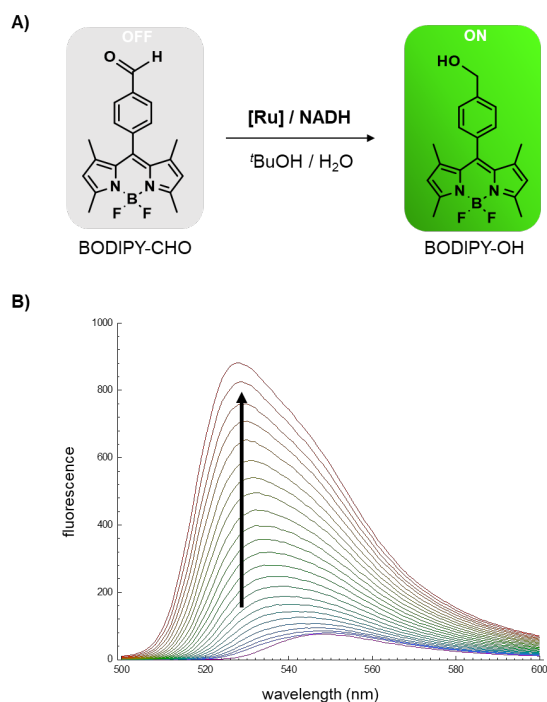 A)
OFF
ON
O
H
HO
[Ru] / NADH
tBuOH / H2O
N
N
B
F
F
N
N
B
F
F
BODIPY-CHO
BODIPY-OH
B)
1000
800
600
400
200
0
fluorescence
500
520
540
560
580
600
wavelength (nm)